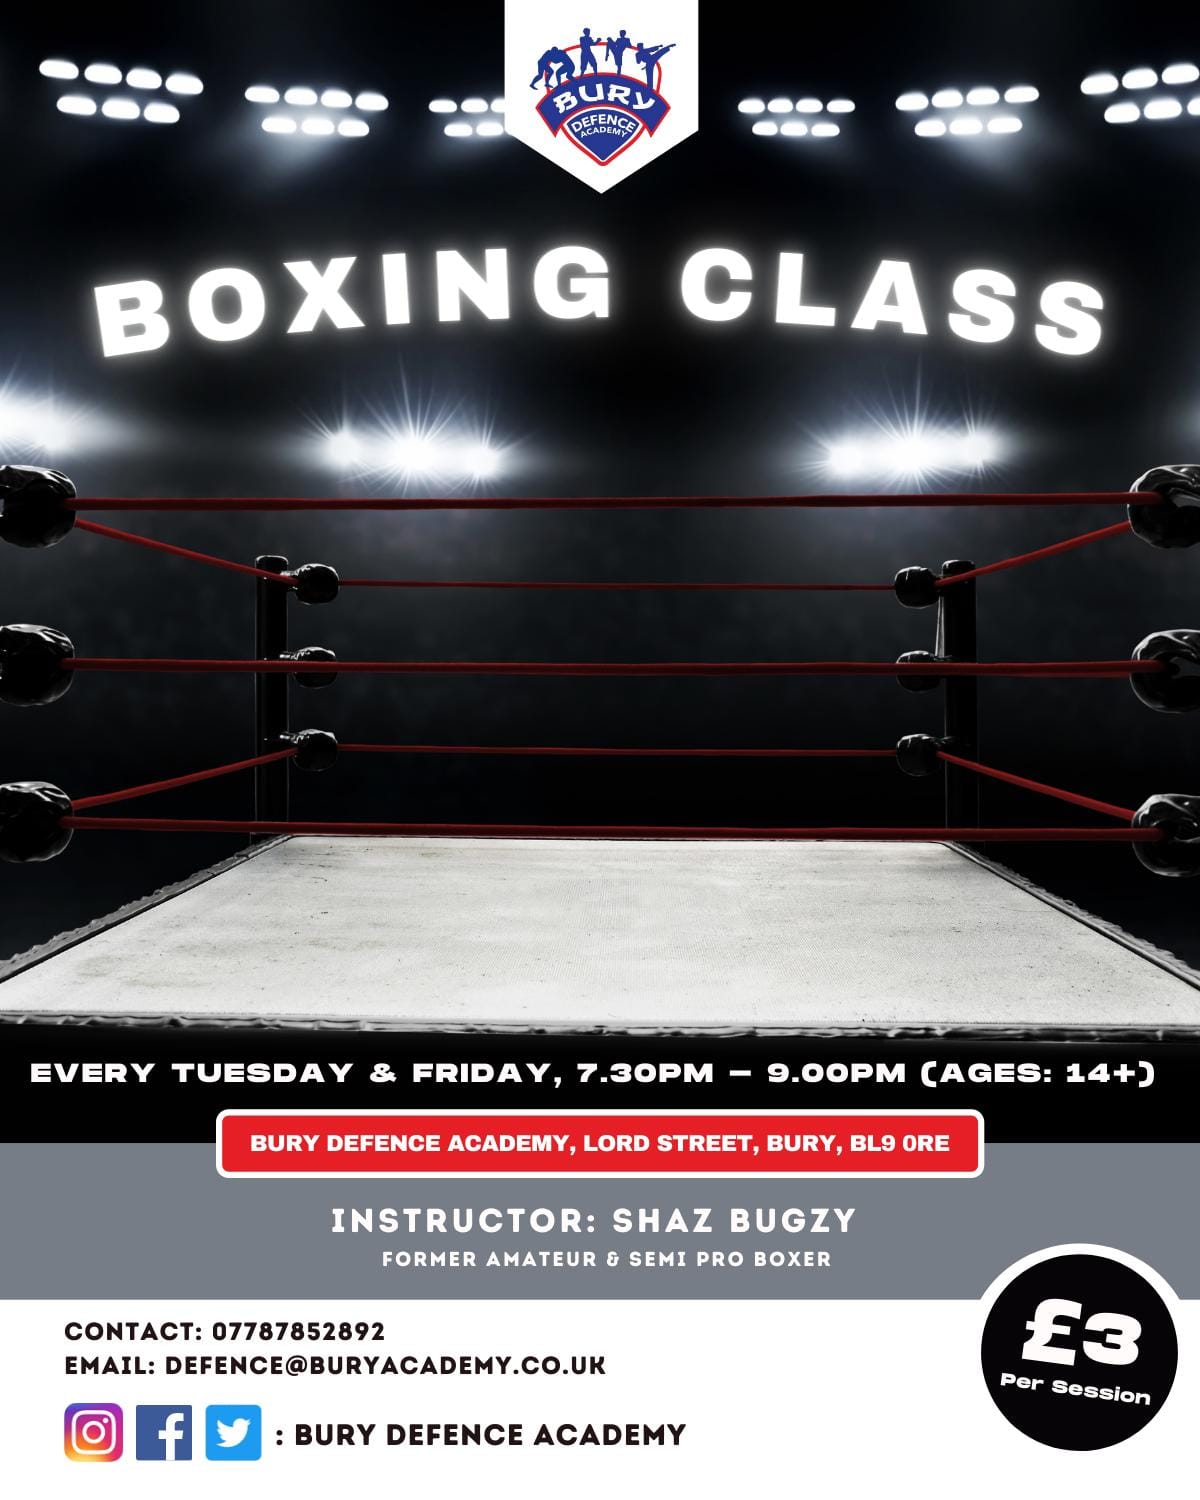 BURY
DEFENCE
ACADEMY
BOXING CLASS
EVERY TUESDAY & FRIDAY, 7.30PM – 9.00PM (AGES: 14+)
BURY DEFENCE ACADEMY, LORD STREET, BURY, BL9 0RE
INSTRUCTOR: SHAZ BUGZY
FORMER AMATEUR & SEMI PRO BOXER
CONTACT: 07787852892
EMAIL: DEFENCE@BURYACADEMY.CO.UK
: BURY DEFENCE ACADEMY
£3
Per Session